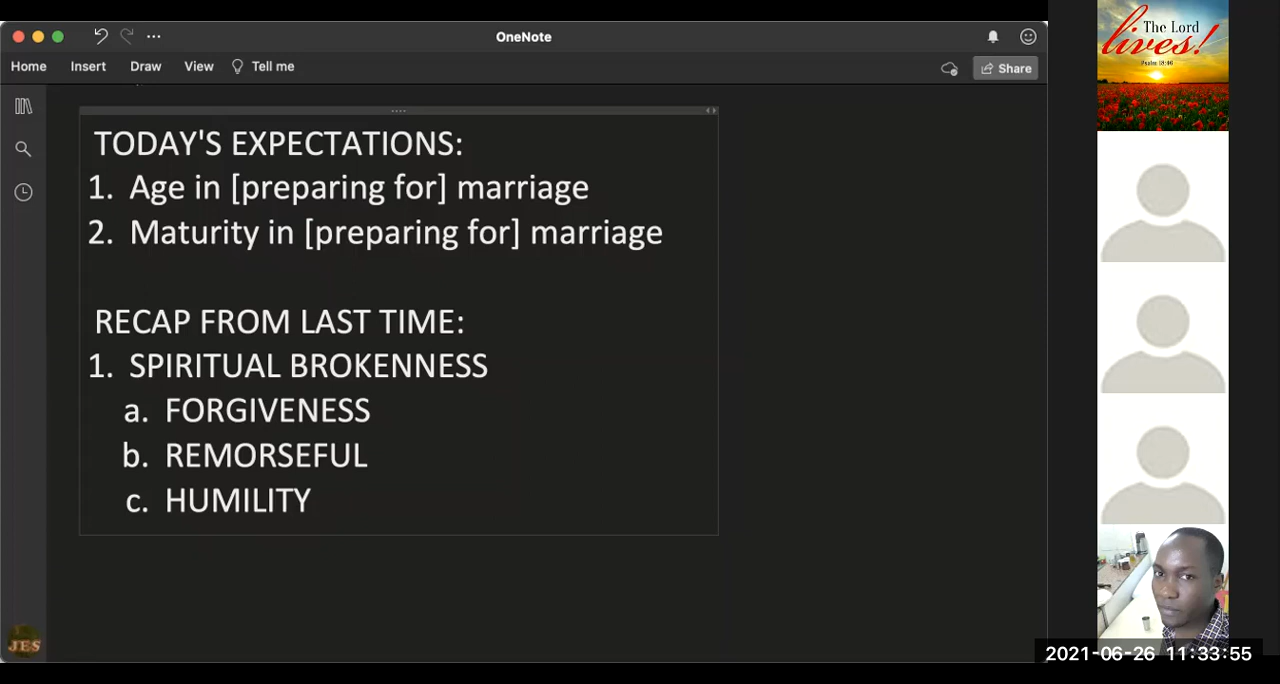 OneNote
Home Insert Draw View Tell me Share
TODAY'S EXPECTATIONS:
1. Age in [preparing for] marriage
2. Maturity in [preparing for] marriage
RECAP FROM LAST TIME:
1. SPIRITUAL BROKENNESS
a. FORGIVENESS
b. REMORSEFUL
c. HUMILITY
JES
The Lord
lives!
2021-06-26 11:33:55